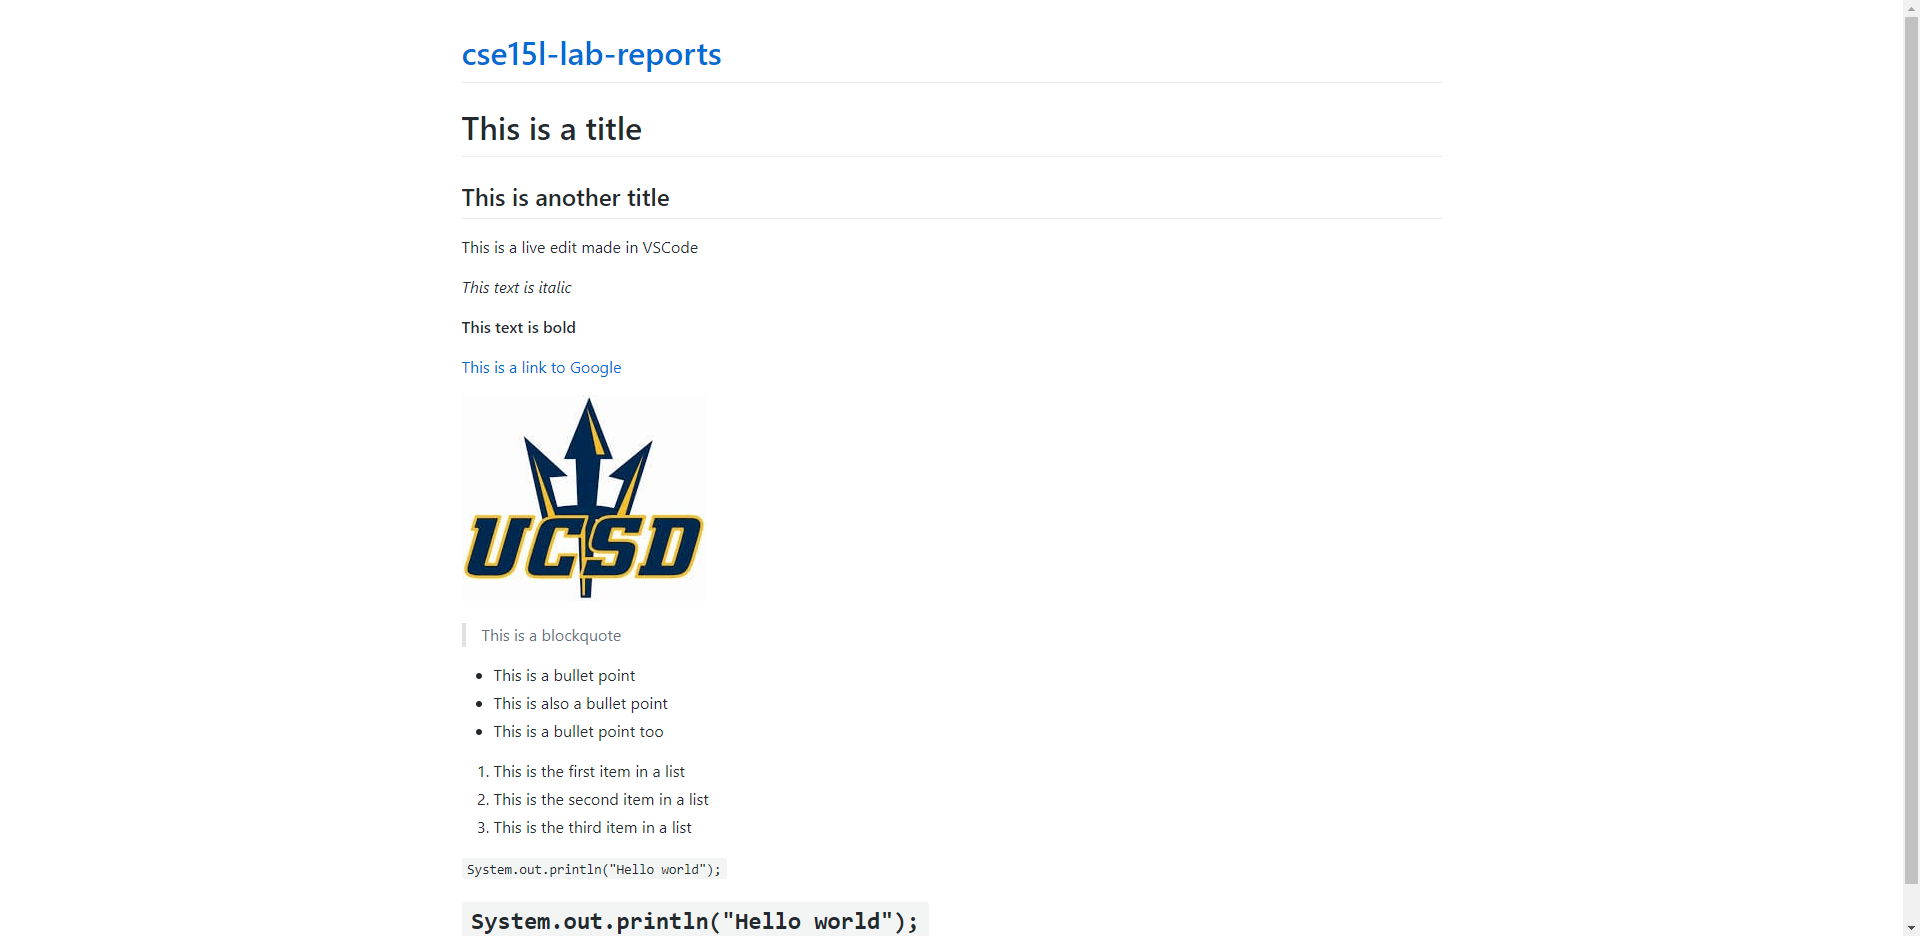 cse15l-lab-reports
This is a title
This is another title
This is a live edit made in VSCode
This text is italic
This text is bold
This is a link to Google
UCSD
This is a blockquote
• This is a bullet point
• This is also a bullet point
• This is a bullet point too
1. This is the first item in a list
2. This is the second item in a list
3. This is the third item in a list
System.out.println("Hello world");
System.out.println("Hello world");